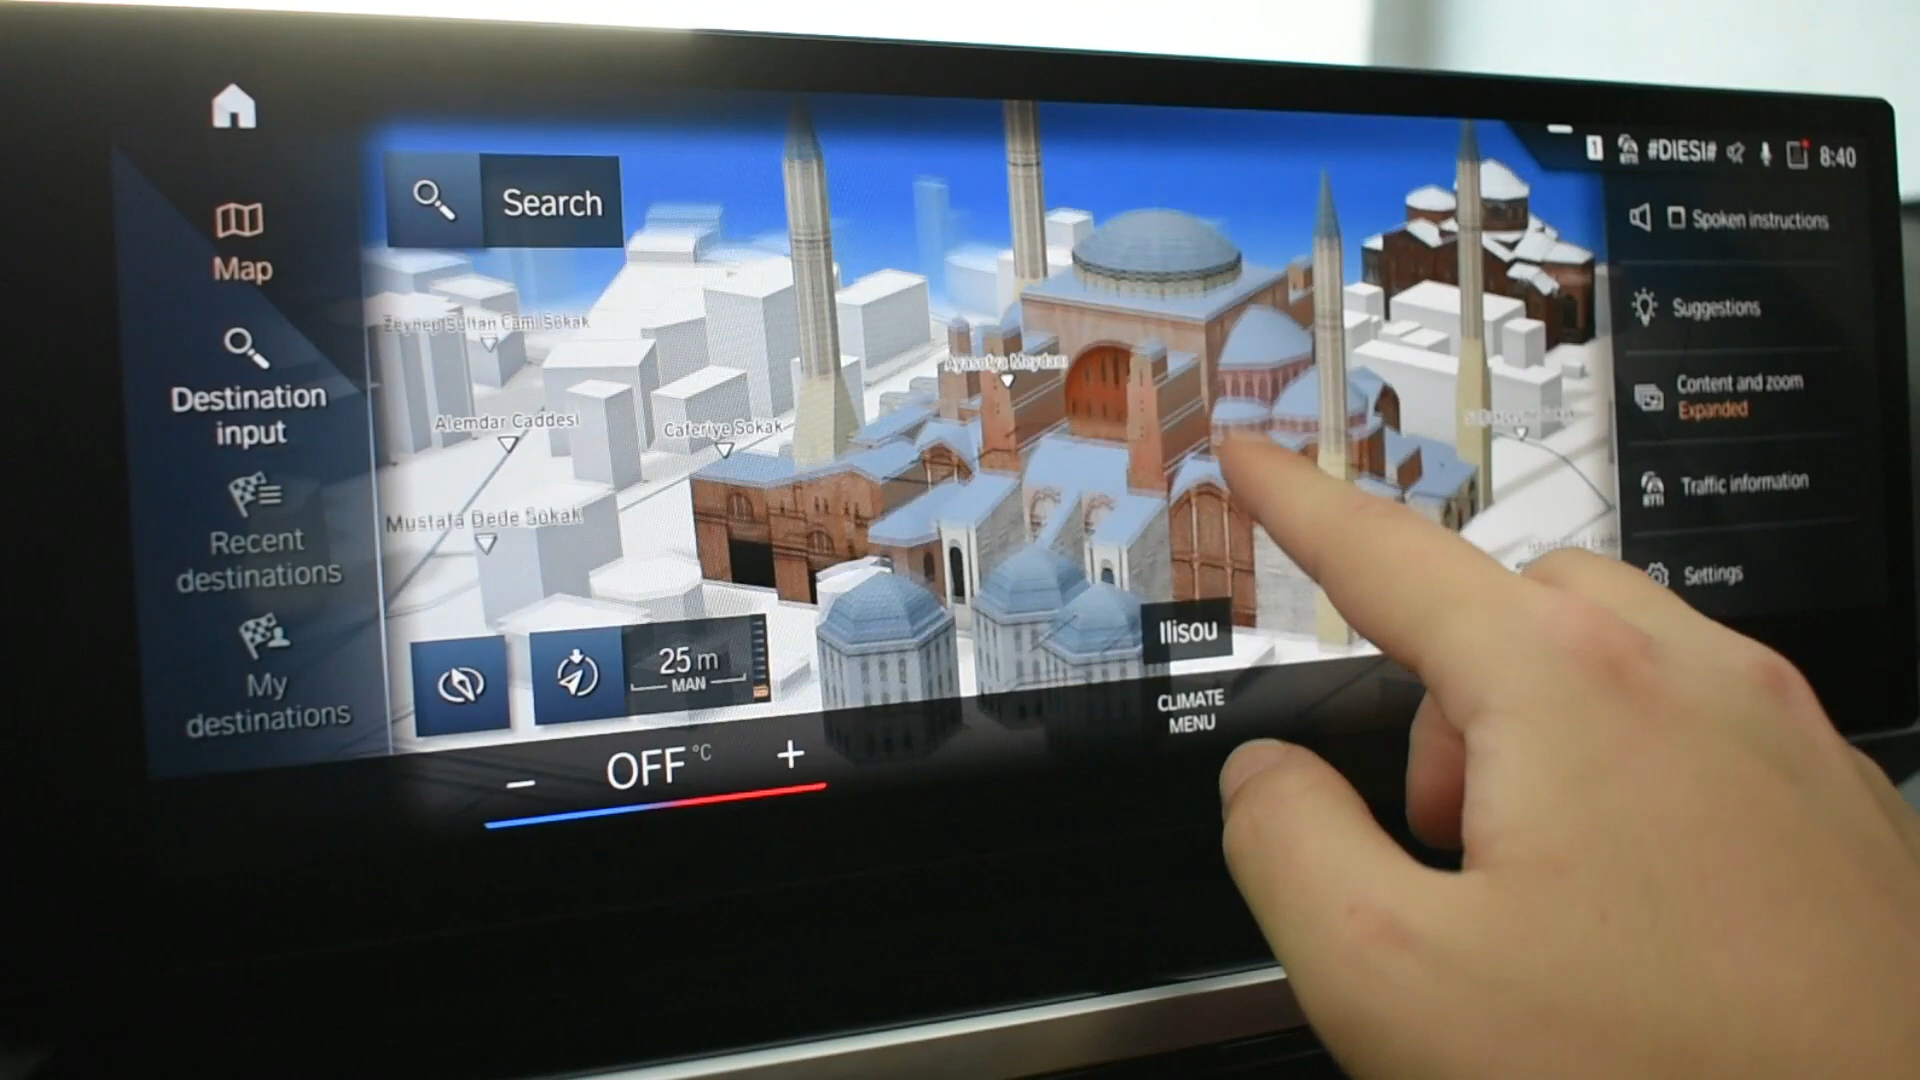 1 #DIESI# 8:40
Map
Destination
input
Recent
destinations
My
destinations
Search
Zeynep Sultan Cami Sokak
Alemdar Caddesi
Caferiye Sokak
Mustafa Dede Sokak
Ayasofya Meydanı
Ilisou
25 m
MAN
Spoken instructions
Suggestions
Content and zoom
Expanded
Traffic information
Settings
− OFF °C +
CLIMATE
MENU